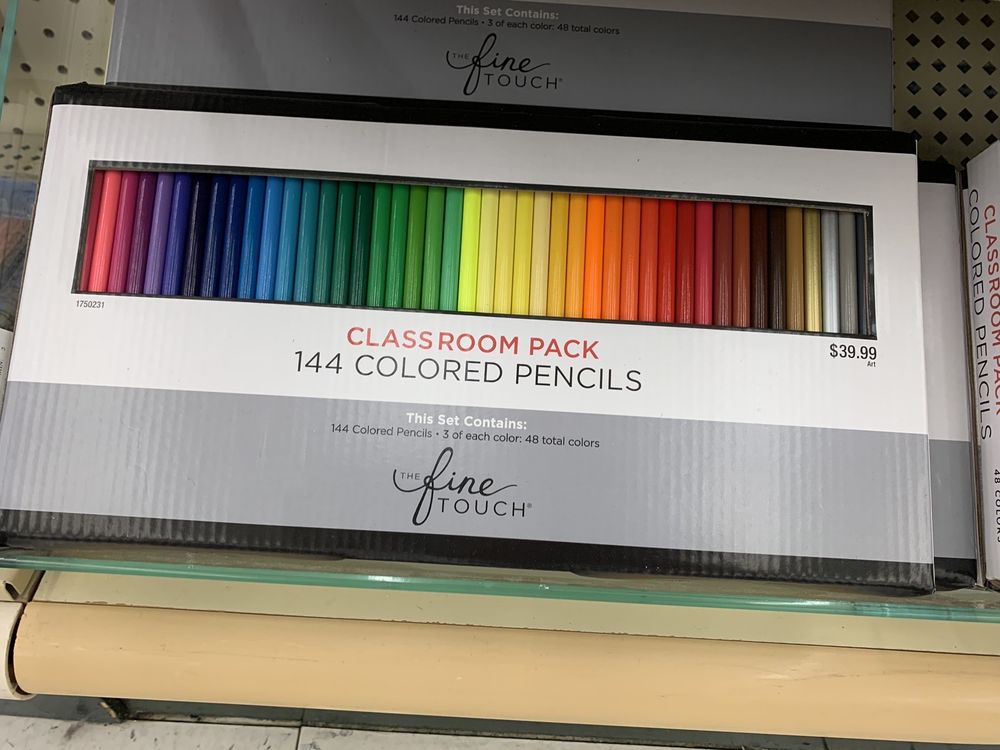 This Set Contains:
144 Colored Pencils • 3 of each color: 48 total colors
THE fine
TOUCH®
1750231
CLASSROOM PACK
144 COLORED PENCILS
$39.99
Art
This Set Contains:
144 Colored Pencils • 3 of each color: 48 total colors
THE fine
TOUCH®
CLASSROOM PACK
COLORED PENCILS
48 COLORS